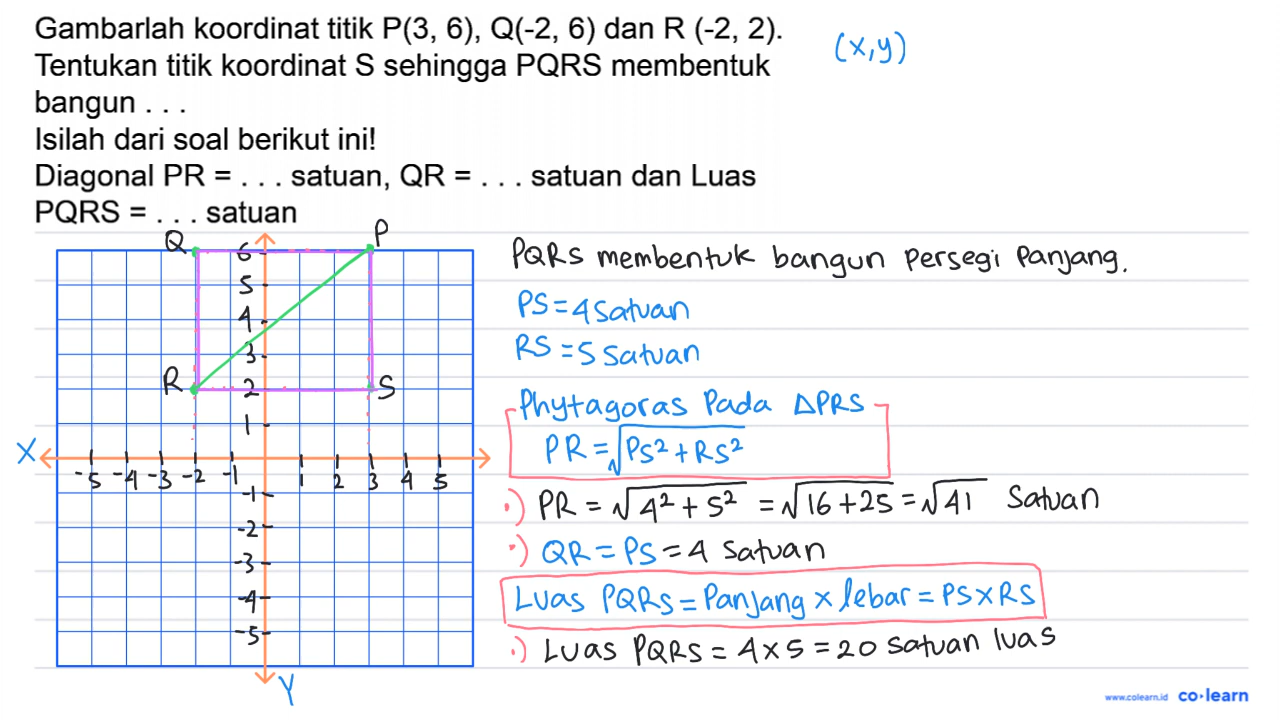 Gambarlah koordinat titik P(3, 6), Q(-2, 6) dan R (-2, 2).
(x,y)
Tentukan titik koordinat S sehingga PQRS membentuk
bangun . . .
Isilah dari soal berikut ini!
Diagonal PR = . . . satuan, QR = . . . satuan dan Luas
PQRS = . . . satuan
Q P
6
5
4
3
R 2 S
1
X
-5 -4 -3 -2 -1 1 2 3 4 5
-1
-2
-3
-4
-5
Y
PQRS membentuk bangun Persegi Panjang.
PS = 4 Satuan
RS = 5 Satuan
Phytagoras Pada ΔPRS
PR = √PS² + RS²
•) PR = √4² + 5² = √16 + 25 = √41 Satuan
•) QR = PS = 4 Satuan
Luas PQRS = Panjang x lebar = PS x RS
•) Luas PQRS = 4 x 5 = 20 Satuan luas
www.colearn.id co·learn